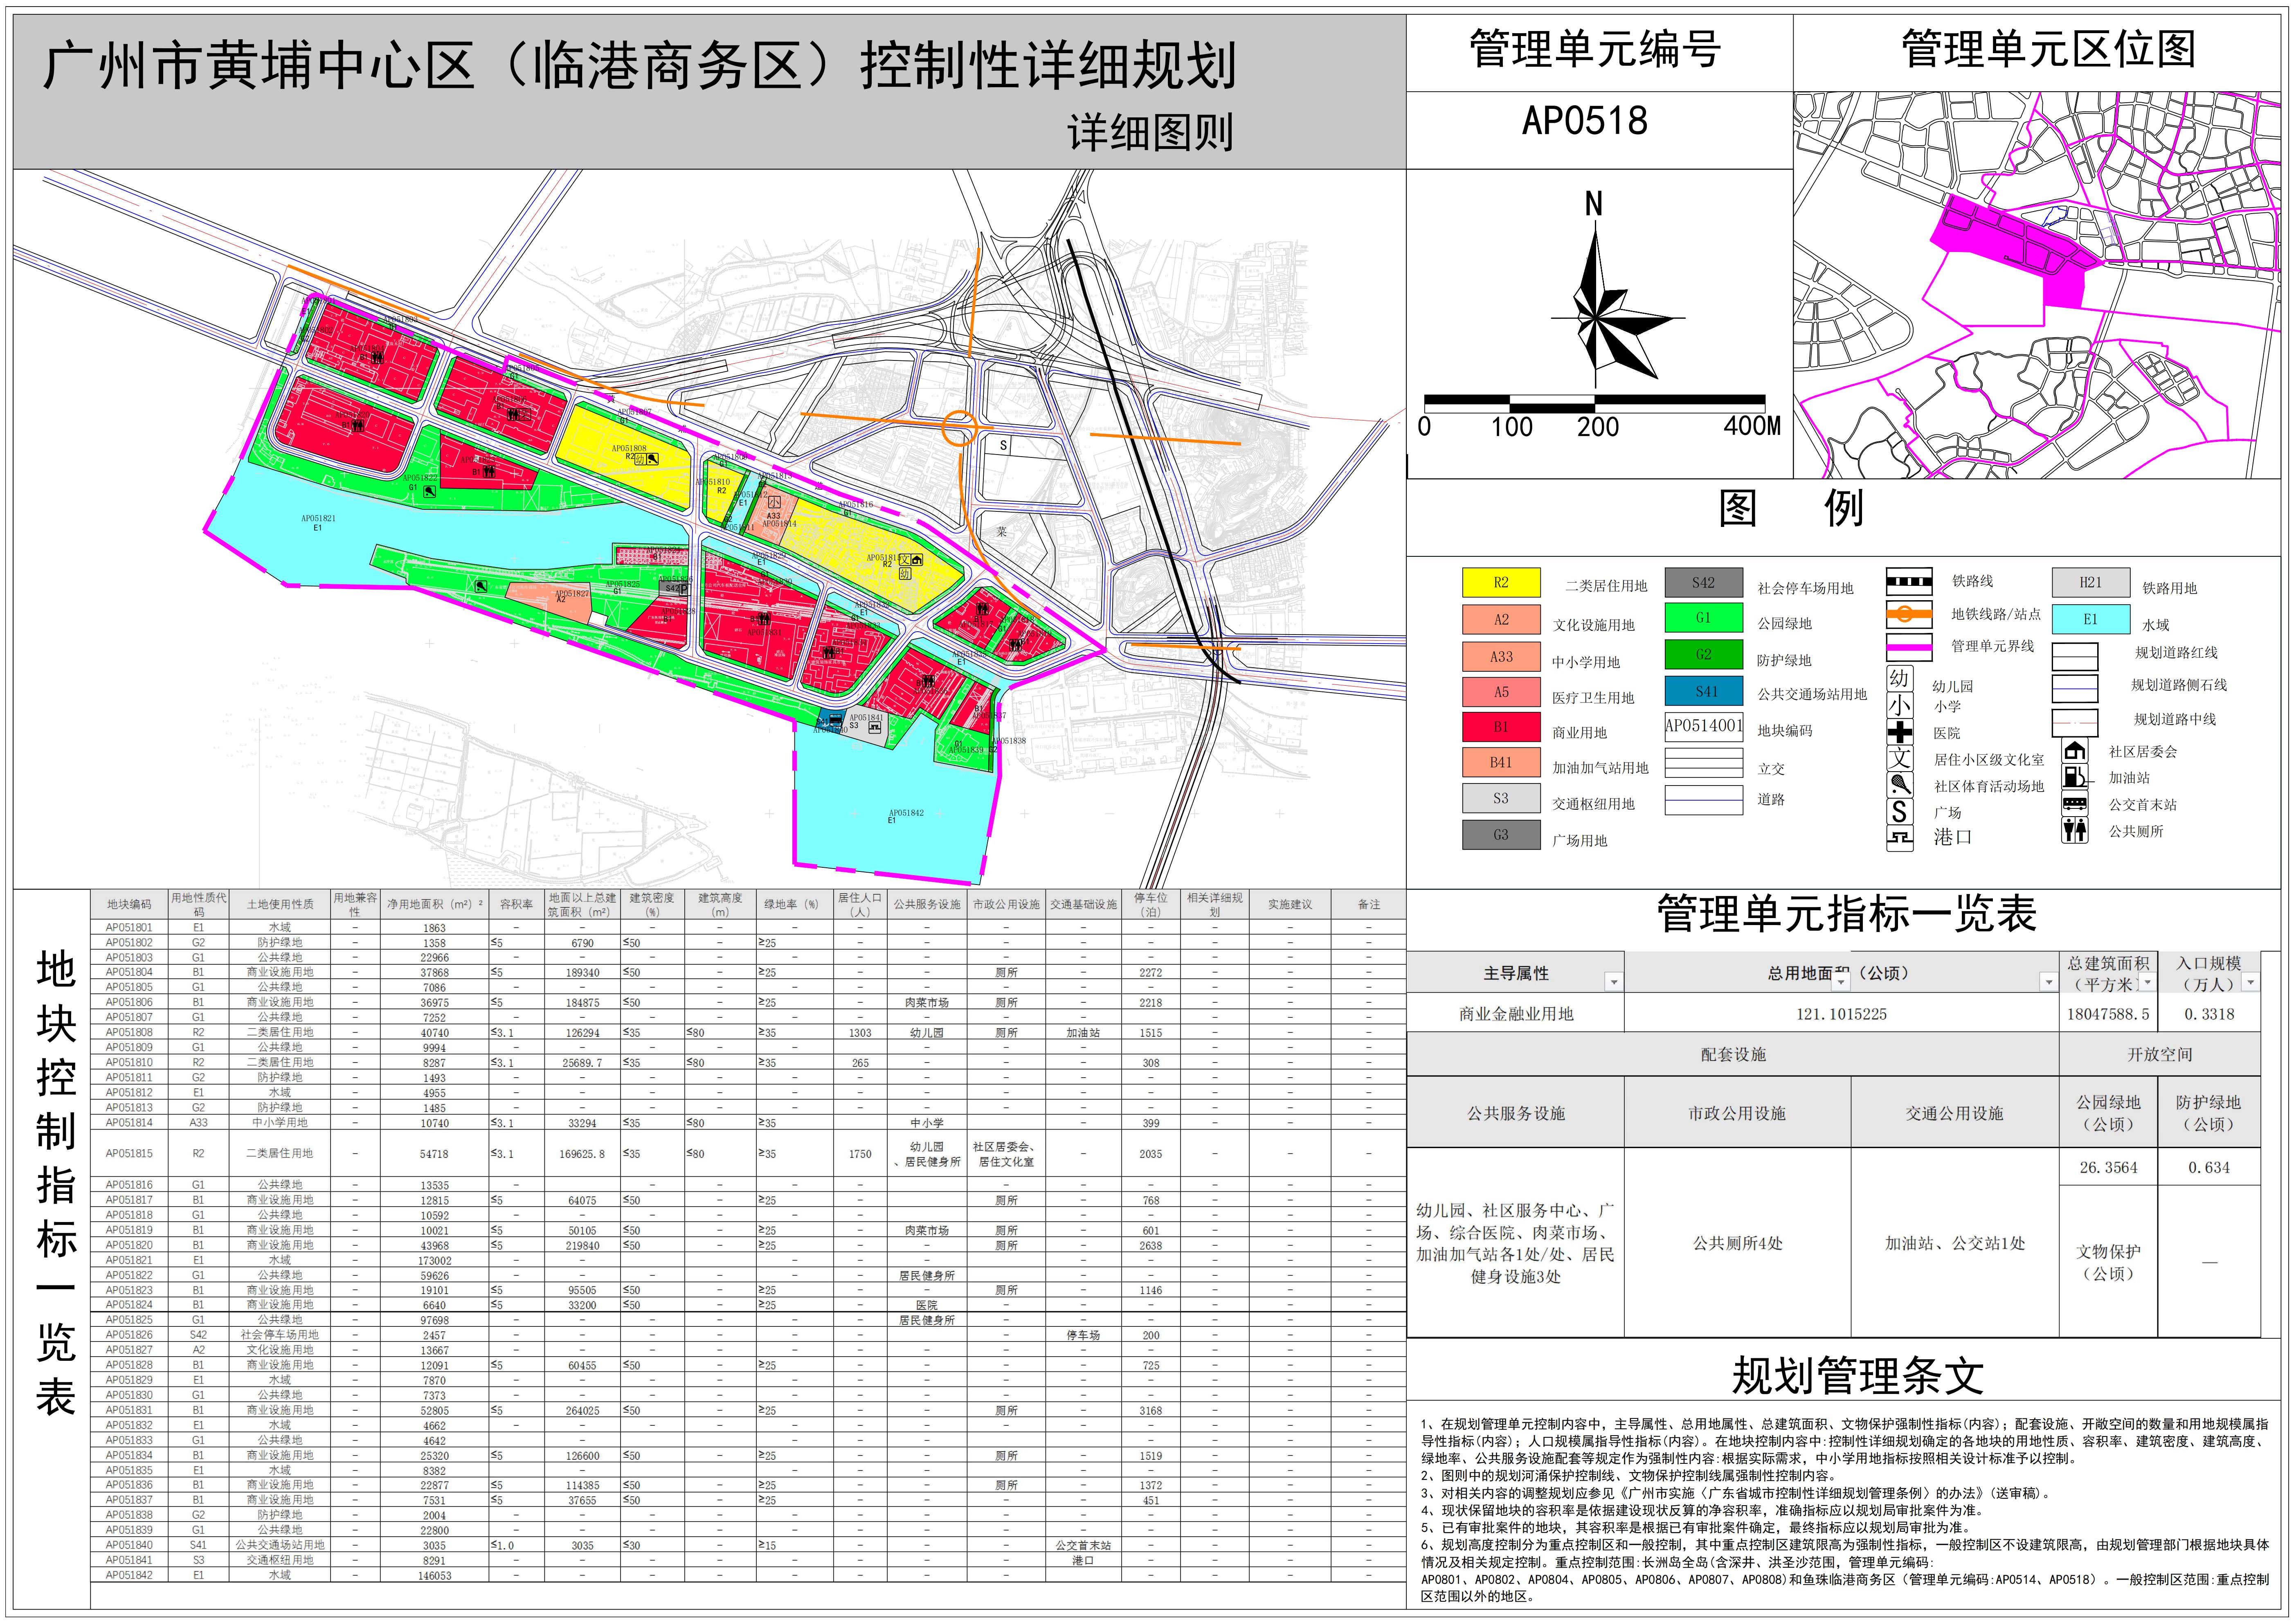 广州市黄埔中心区（临港商务区）控制性详细规划
详细图则
管理单元编号
AP0518
管理单元区位图
N
0 100 200 400M
图 例
R2 二类居住用地
A2 文化设施用地
A33 中小学用地
A5 医疗卫生用地
B1 商业用地
B41 加油加气站用地
S3 交通枢纽用地
G3 广场用地
S42 社会停车场用地
G1 公园绿地
G2 防护绿地
S41 公共交通场站用地
AP0514001 地块编码
立交
道路
铁路线
地铁线路/站点
管理单元界线
幼 幼儿园
小 小学
医院
文 居住小区级文化室
社区体育活动场地
S 广场
港口
H21 铁路用地
E1 水域
规划道路红线
规划道路侧石线
规划道路中线
社区居委会
加油站
公交首末站
公共厕所
AP051807
G1
AP051808
R2 幼
AP051810
R2
小
A33
AP051814
AP051816
G1
AP051815
R2
文
幼
S
菜
AP051822
G1
AP051821
E1
AP051825
G1
AP051827
A2
AP051831
AP051841
S3
AP051838
AP051839
G1
AP051842
E1
地块控制指标一览表
地块编码 用地性质代码 土地使用性质 用地兼容性 净用地面积（m²）² 容积率 地面以上总建筑面积（m²） 建筑密度（%） 建筑高度（m） 绿地率（%） 居住人口（人） 公共服务设施 市政公用设施 交通基础设施 停车位（泊） 相关详细规划 实施建议 备注
AP051801 E1 水域 – 1863 – – – – – – – – – – – – –
AP051802 G2 防护绿地 – 1358 ≤5 6790 ≤50 – ≥25 – – – – – – – –
AP051803 G1 公共绿地 – 22966 – – – – – – – – – – – – –
AP051804 B1 商业设施用地 – 37868 ≤5 189340 ≤50 – ≥25 – – 厕所 – 2272 – – –
AP051805 G1 公共绿地 – 7086 – – – – – – – – – – – – –
AP051806 B1 商业设施用地 – 36975 ≤5 184875 ≤50 – ≥25 – 肉菜市场 厕所 – 2218 – – –
AP051807 G1 公共绿地 – 7252 – – – – – – – – – – – – –
AP051808 R2 二类居住用地 – 40740 ≤3.1 126294 ≤35 ≤80 ≥35 1303 幼儿园 厕所 加油站 1515 – – –
AP051809 G1 公共绿地 – 9994 – – – – – – – – – – – – –
AP051810 R2 二类居住用地 – 8287 ≤3.1 25689.7 ≤35 ≤80 ≥35 265 – – – 308 – – –
AP051811 G2 防护绿地 – 1493 – – – – – – – – – – – – –
AP051812 E1 水域 – 4955 – – – – – – – – – – – – –
AP051813 G2 防护绿地 – 1485 – – – – – – – – – – – – –
AP051814 A33 中小学用地 – 10740 ≤3.1 33294 ≤35 ≤80 ≥35 中小学 – 399 – – –
AP051815 R2 二类居住用地 – 54718 ≤3.1 169625.8 ≤35 ≤80 ≥35 1750 幼儿园、居民健身所 社区居委会、居住文化室 – 2035 – – –
AP051816 G1 公共绿地 – 13535 – – – – – – – – – – –
AP051817 B1 商业设施用地 – 12815 ≤5 64075 ≤50 – ≥25 – 厕所 – 768 – – –
AP051818 G1 公共绿地 – 10592 – – – – – – – – – – –
AP051819 B1 商业设施用地 – 10021 ≤5 50105 ≤50 – ≥25 – 肉菜市场 厕所 – 601 – – –
AP051820 B1 商业设施用地 – 43968 ≤5 219840 ≤50 – ≥25 – – 厕所 – 2638 – – –
AP051821 E1 水域 – 173002 – – – – – – – – – – –
AP051822 G1 公共绿地 – 59626 – – – – – – 居民健身所 – – – – –
AP051823 B1 商业设施用地 – 19101 ≤5 95505 ≤50 – ≥25 – – 厕所 – 1146 – – –
AP051824 B1 商业设施用地 – 6640 ≤5 33200 ≤50 – ≥25 – 医院 – – – – – –
AP051825 G1 公共绿地 – 97698 – – – – – – 居民健身所 – – – – – –
AP051826 S42 社会停车场用地 – 2457 – – – – – – – 停车场 200 – – –
AP051827 A2 文化设施用地 – 13667 – – – – – – – – – – – – –
AP051828 B1 商业设施用地 – 12091 ≤5 60455 ≤50 – ≥25 – – – – 725 – – –
AP051829 E1 水域 – 7870 – – – – – – – – – – – – –
AP051830 G1 公共绿地 – 7373 – – – – – – – – – – – – –
AP051831 B1 商业设施用地 – 52805 ≤5 264025 ≤50 – ≥25 – – 厕所 – 3168 – – –
AP051832 E1 水域 – 4662 – – – – – – – – – – – – –
AP051833 G1 公共绿地 – 4642 – – – – – – – – – – – –
AP051834 B1 商业设施用地 – 25320 ≤5 126600 ≤50 – ≥25 – – 厕所 – 1519 – – –
AP051835 E1 水域 – 8382 – – – – – – – – – – –
AP051836 B1 商业设施用地 – 22877 ≤5 114385 ≤50 – ≥25 – – 厕所 – 1372 – – –
AP051837 B1 商业设施用地 – 7531 ≤5 37655 ≤50 – ≥25 – – – – 451 – – –
AP051838 G2 防护绿地 – 2004 – – – – – – – – – – – – –
AP051839 G1 公共绿地 – 22800 – – – – – – – – – – – – –
AP051840 S41 公共交通场站用地 – 3035 ≤1.0 3035 ≤30 – ≥15 – – – 公交首末站 – – – –
AP051841 S3 交通枢纽用地 – 8291 – – – – – – – – 港口 – – – –
AP051842 E1 水域 – 146053 – – – – – – – – – – – – –
管理单元指标一览表
主导属性 总用地面积（公顷） 总建筑面积（平方米） 人口规模（万人）
商业金融业用地 121.1015225 18047588.5 0.3318
配套设施 开放空间
公共服务设施 市政公用设施 交通公用设施 公园绿地（公顷） 防护绿地（公顷）
26.3564 0.634
幼儿园、社区服务中心、广
场、综合医院、肉菜市场、
加油加气站各1处/处、居民
健身设施3处
公共厕所4处
加油站、公交站1处
文物保护（公顷） —
规划管理条文
1、在规划管理单元控制内容中，主导属性、总用地属性、总建筑面积、文物保护强制性指标(内容)；配套设施、开敞空间的数量和用地规模属指
导性指标(内容)；人口规模属指导性指标(内容)。在地块控制内容中:控制性详细规划确定的各地块的用地性质、容积率、建筑密度、建筑高度、
绿地率、公共服务设施配套等规定作为强制性内容:根据实际需求，中小学用地指标按照相关设计标准予以控制。
2、图则中的规划河涌保护控制线、文物保护控制线属强制性控制内容。
3、对相关内容的调整规划应参见《广州市实施〈广东省城市控制性详细规划管理条例〉的办法》(送审稿)。
4、现状保留地块的容积率是依据建设现状反算的净容积率，准确指标应以规划局审批案件为准。
5、已有审批案件的地块，其容积率是根据已有审批案件确定，最终指标应以规划局审批为准。
6、规划高度控制分为重点控制区和一般控制，其中重点控制区建筑限高为强制性指标，一般控制区不设建筑限高，由规划管理部门根据地块具体
情况及相关规定控制。重点控制范围:长洲岛全岛(含深井、洪圣沙范围，管理单元编码:
AP0801、AP0802、AP0804、AP0805、AP0806、AP0807、AP0808)和鱼珠临港商务区（管理单元编码:AP0514、AP0518）。一般控制区范围:重点控制
区范围以外的地区。